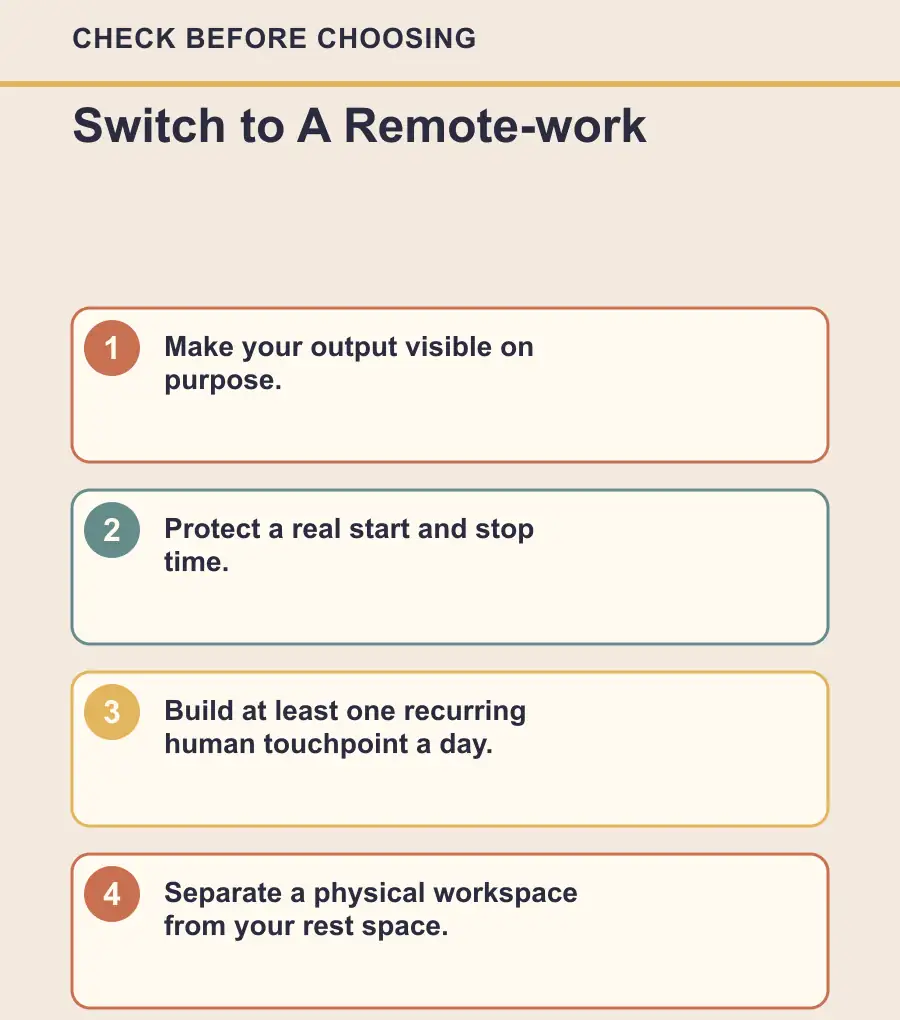 CHECK BEFORE CHOOSING
Switch to A Remote-work
1
Make your output visible on
purpose.
2
Protect a real start and stop
time.
3
Build at least one recurring
human touchpoint a day.
4
Separate a physical workspace
from your rest space.